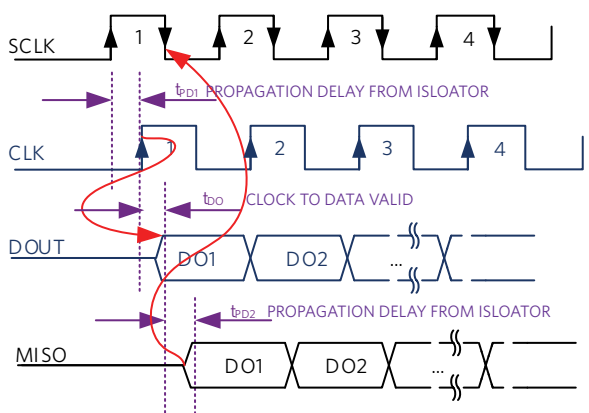 SCLK 1 2 3 4
tPD1 PROPAGATION DELAY FROM ISLOATOR
CLK 1 2 3 4
tDO CLOCK TO DATA VALID
DOUT DO1 DO2 ...
tPD2 PROPAGATION DELAY FROM ISLOATOR
MISO DO1 DO2 ...